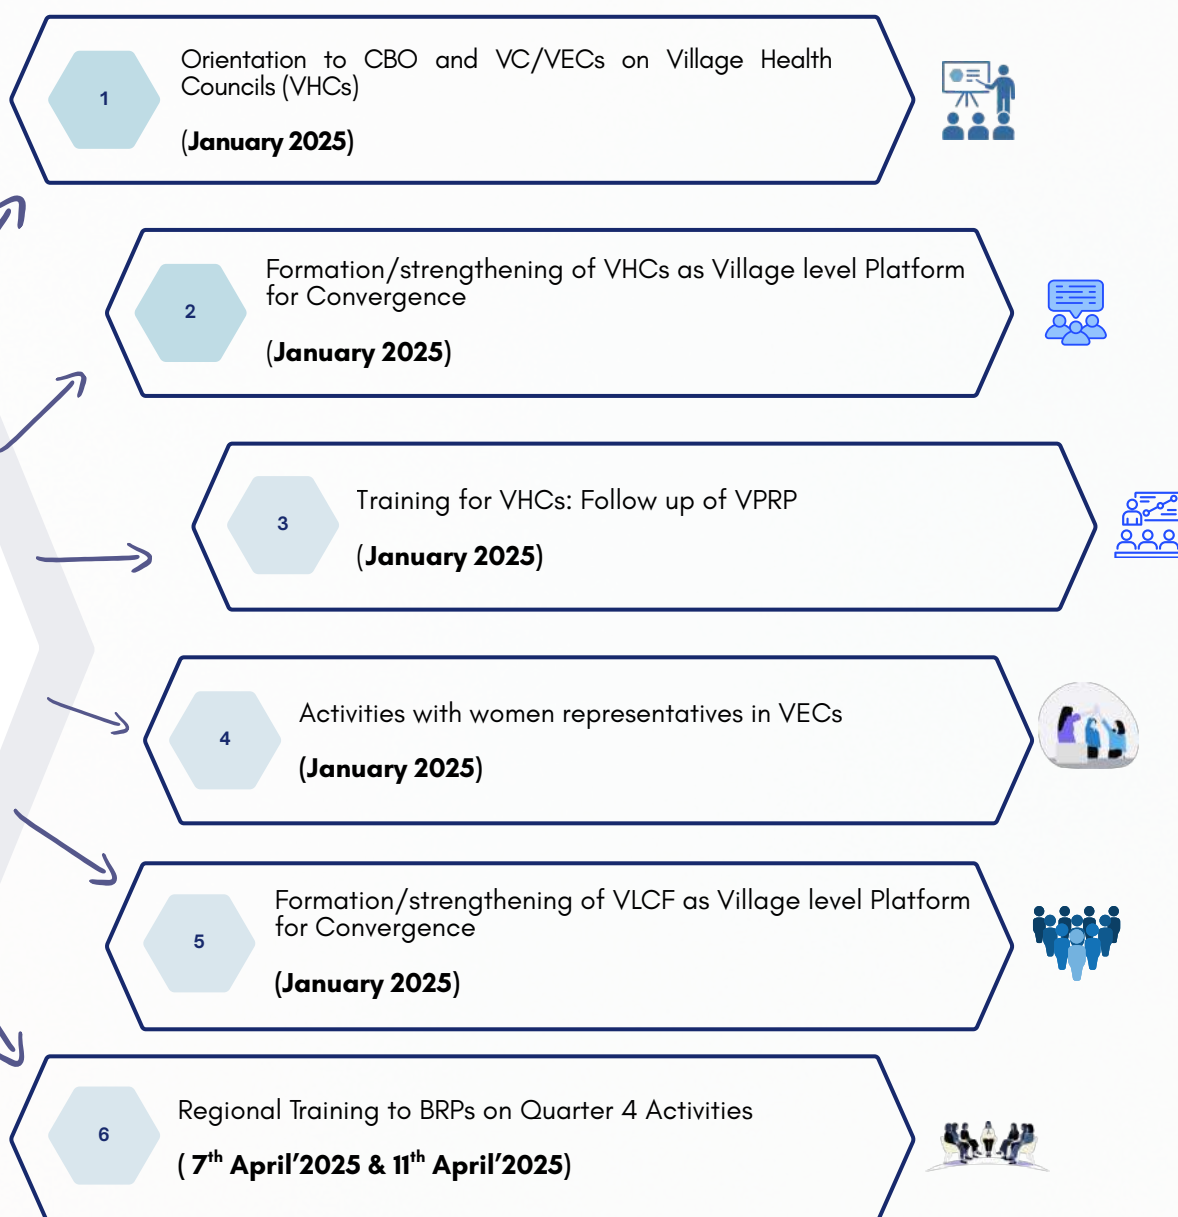 1
Orientation to CBO and VC/VECs on Village Health
Councils (VHCs)
(January 2025)
2
Formation/strengthening of VHCs as Village level Platform
for Convergence
(January 2025)
3
Training for VHCs: Follow up of VPRP
(January 2025)
4
Activities with women representatives in VECs
(January 2025)
5
Formation/strengthening of VLCF as Village level Platform
for Convergence
(January 2025)
6
Regional Training to BRPs on Quarter 4 Activities
( 7th April’2025 & 11th April’2025)